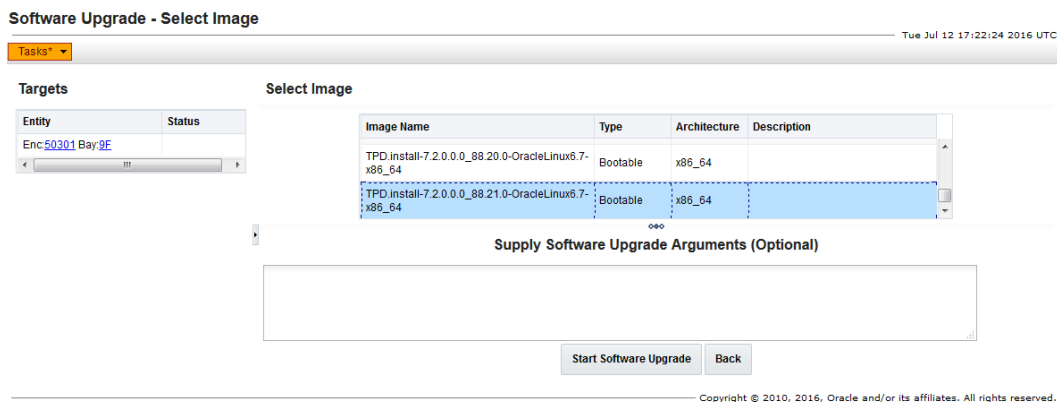 Software Upgrade - Select Image
Tue Jul 12 17:22:24 2016 UTC
Tasks*
Targets
Entity Status
Enc:50301 Bay:9F
Select Image
Image Name Type Architecture Description
TPD.install-7.2.0.0.0_88.20.0-OracleLinux6.7-
x86_64 Bootable x86_64
TPD.install-7.2.0.0.0_88.21.0-OracleLinux6.7-
x86_64 Bootable x86_64
Supply Software Upgrade Arguments (Optional)
Start Software Upgrade Back
Copyright © 2010, 2016, Oracle and/or its affiliates. All rights reserved.